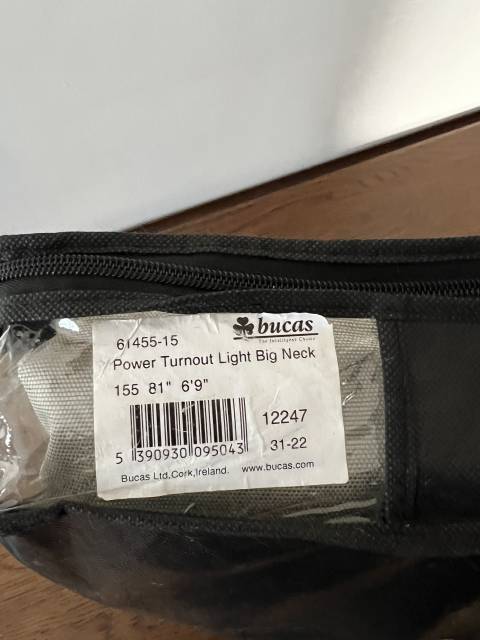 bucas
The Intelligent Choice
61455-15
Power Turnout Light Big Neck
155 81" 6'9"
12247
5 390930 095043
31-22
Bucas Ltd,Cork,Ireland. www.bucas.com